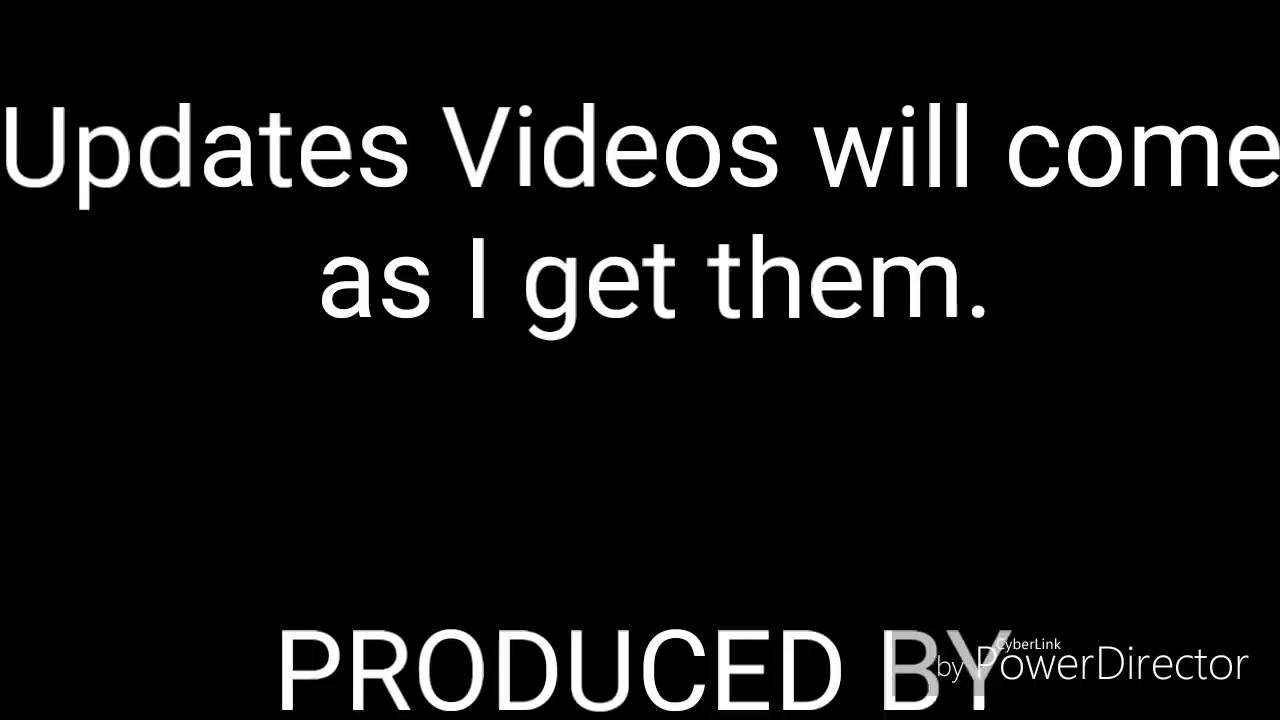 Updates Videos will come
as I get them.
PRODUCED BY
CyberLink
by PowerDirector